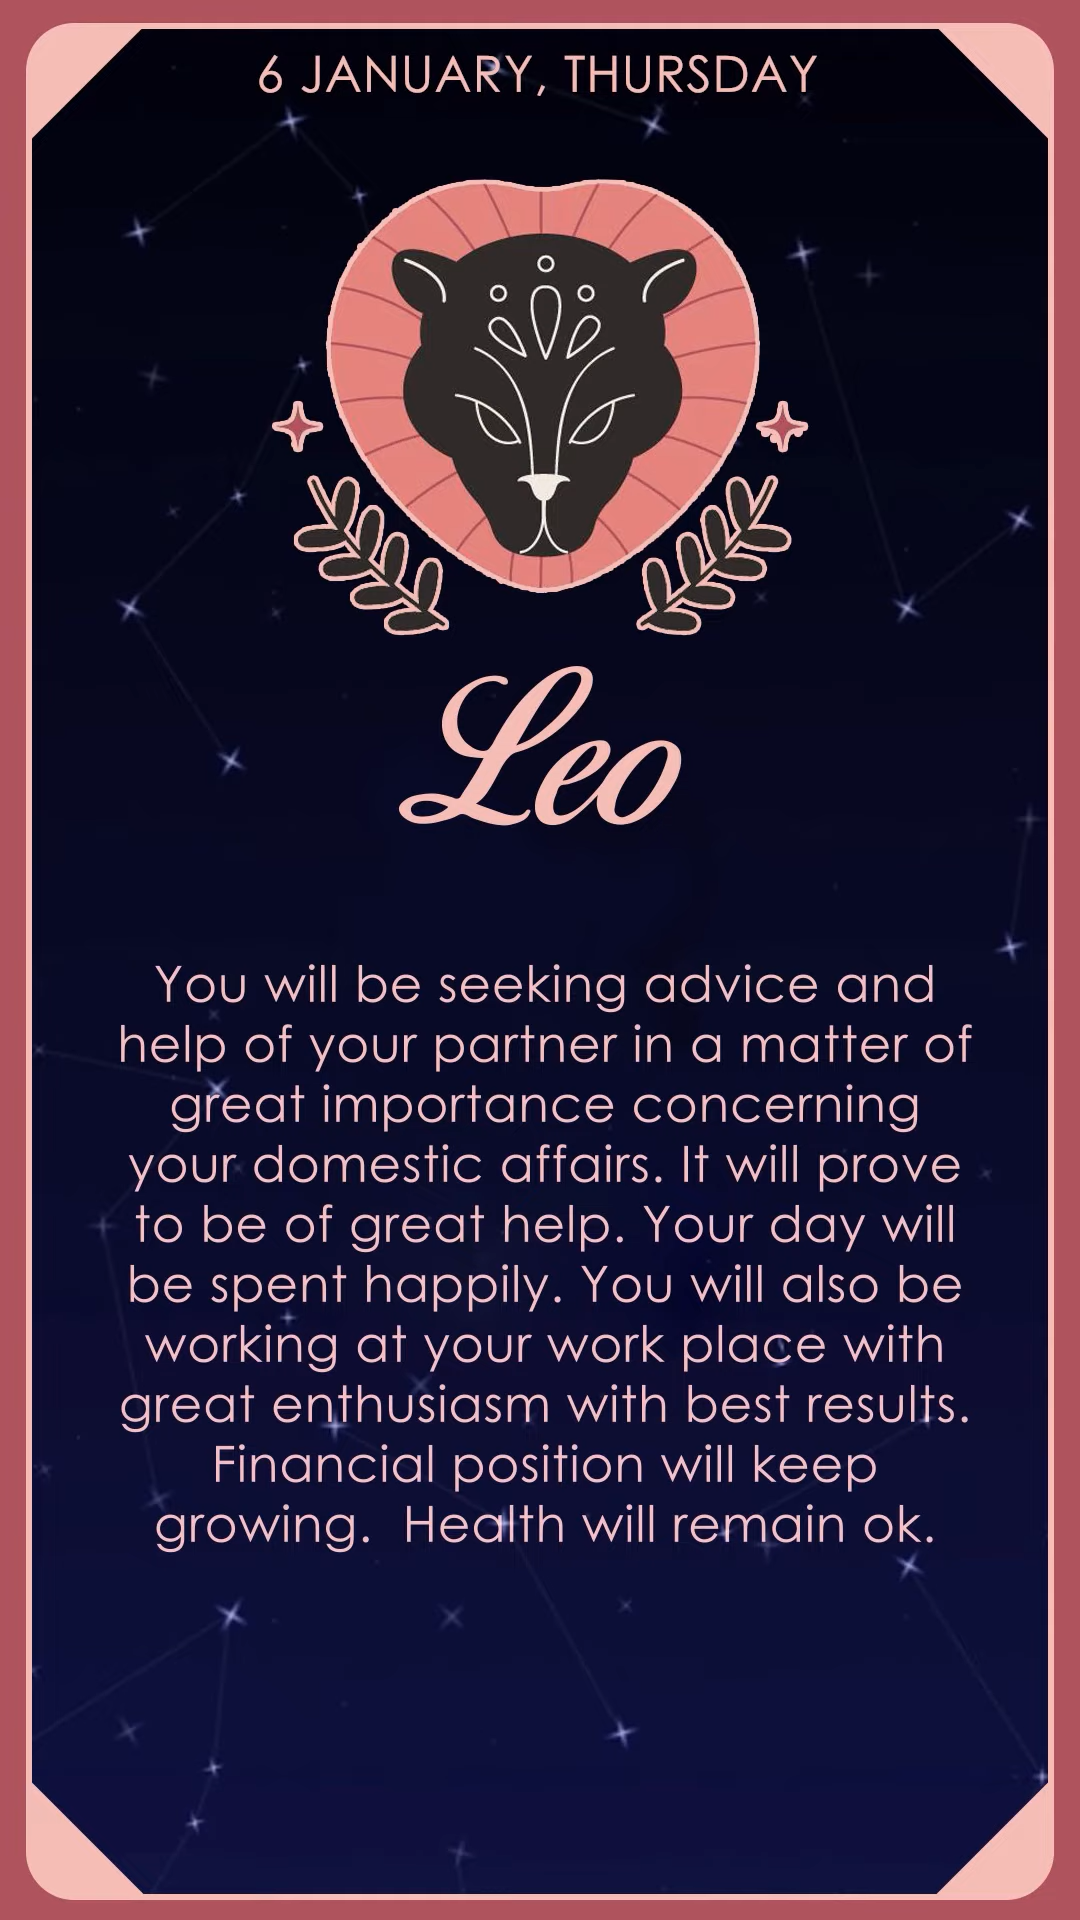 6 JANUARY, THURSDAY
Leo
You will be seeking advice and
help of your partner in a matter of
great importance concerning
your domestic affairs. It will prove
to be of great help. Your day will
be spent happily. You will also be
working at your work place with
great enthusiasm with best results.
Financial position will keep
growing.  Health will remain ok.